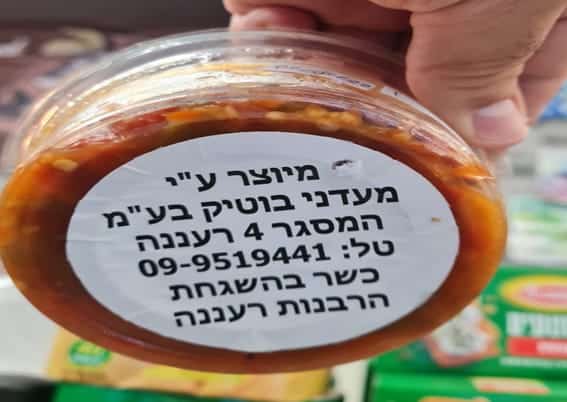 מיוצר ע"י
מעדני בוטיק בע"מ
המסגר 4 רעננה
טל: 09-9519441
כשר בהשגחת
הרבנות רעננה